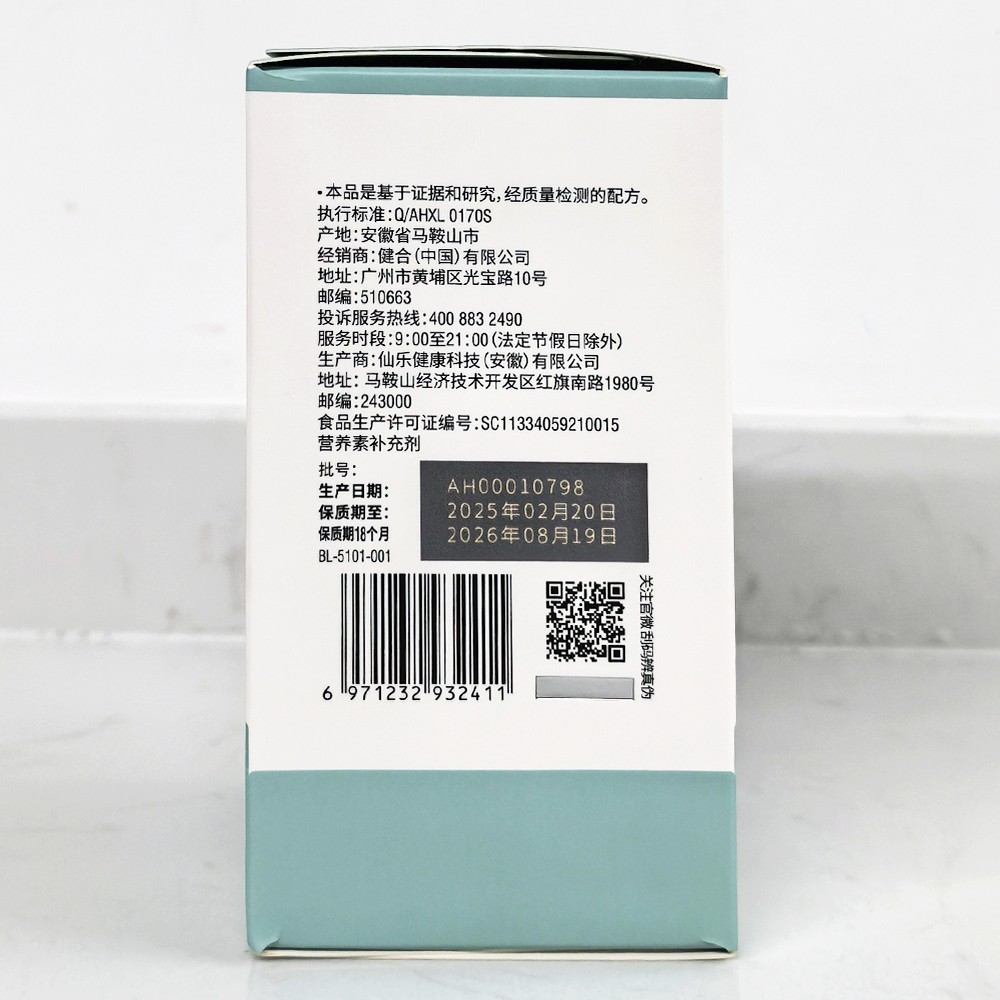 ·本品是基于证据和研究,经质量检测的配方。
执行标准:Q/AHXL 0170S
产地:安徽省马鞍山市
经销商:健合(中国)有限公司
地址:广州市黄埔区光宝路10号
邮编:510663
投诉服务热线:400 883 2490
服务时段:9:00至21:00(法定节假日除外)
生产商:仙乐健康科技(安徽)有限公司
地址: 马鞍山经济技术开发区红旗南路1980号
邮编:243000
食品生产许可证编号:SC11334059210015
营养素补充剂
批号: AH00010798
生产日期: 2025年02月20日
保质期至: 2026年08月19日
保质期18个月
BL-5101-001
6 971232 932411
关注官微刮码辨真伪